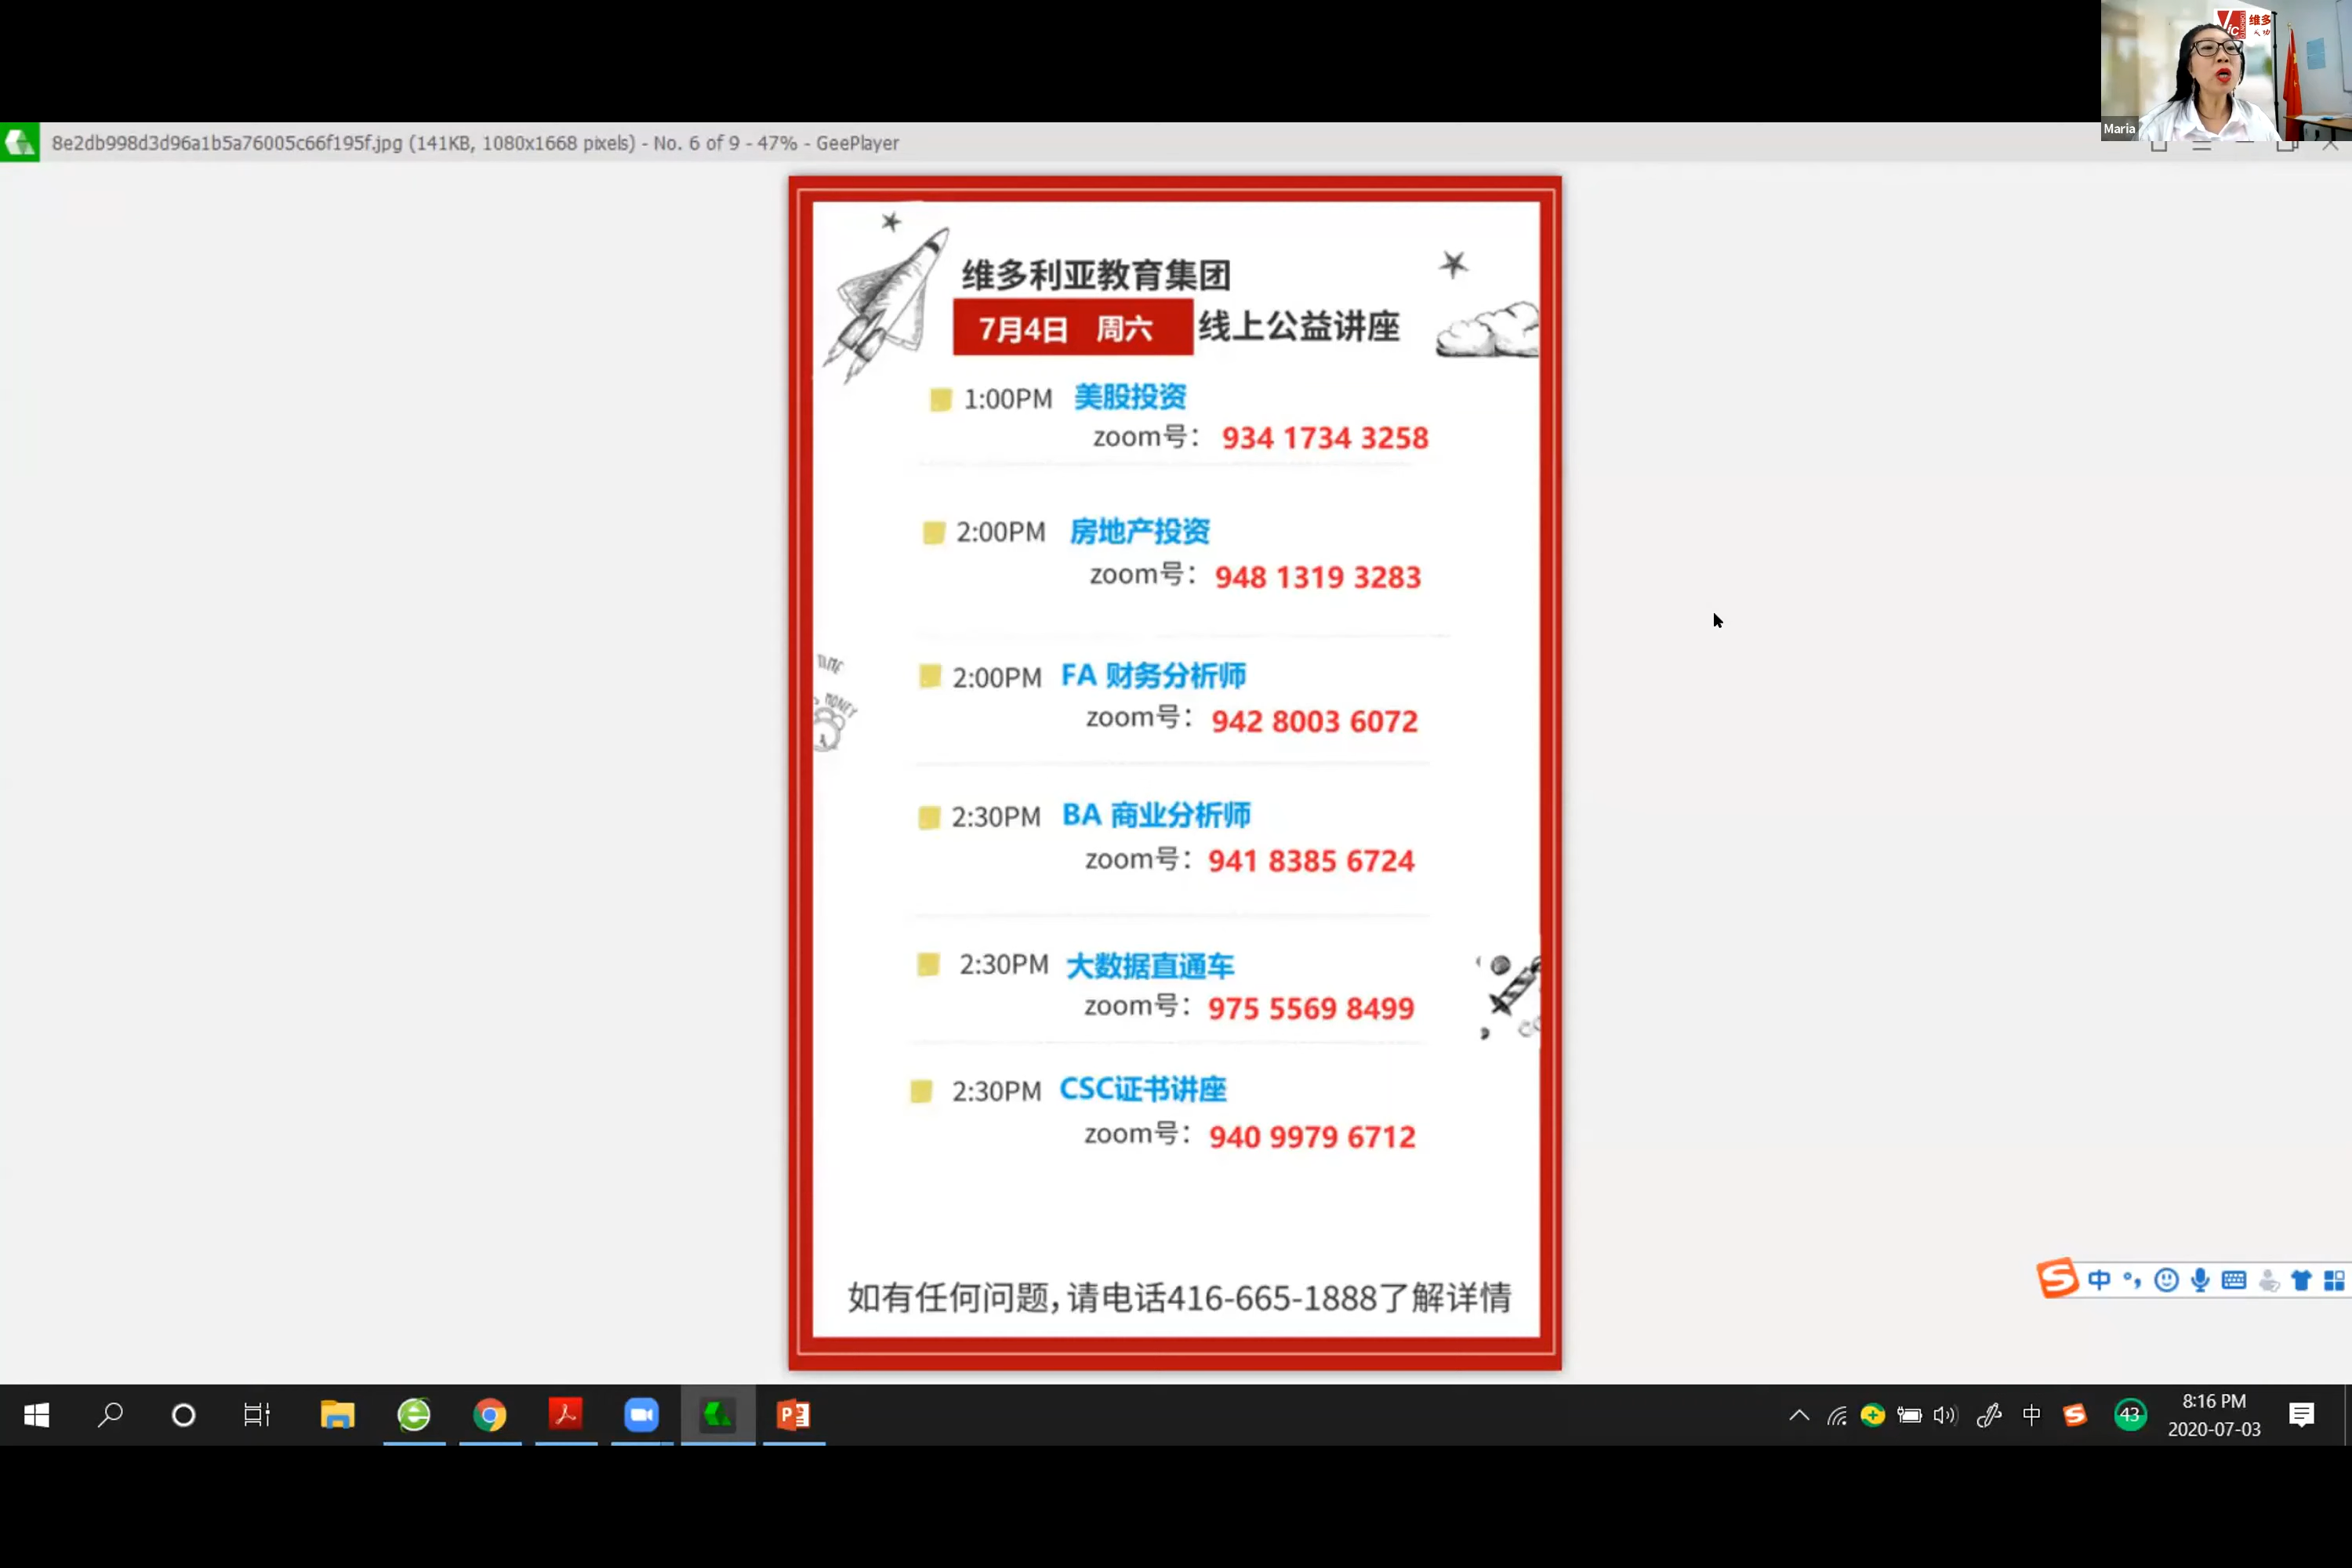 维多
Maria
8e2db998d3d96a1b5a76005c66f195f.jpg (141KB, 1080x1668 pixels) - No. 6 of 9 - 47% - GeePlayer
维多利亚教育集团
7月4日 周六 线上公益讲座
1:00PM 美股投资
zoom号： 934 1734 3258
2:00PM 房地产投资
zoom号： 948 1319 3283
2:00PM FA 财务分析师
zoom号： 942 8003 6072
TIME
MONEY
2:30PM BA 商业分析师
zoom号： 941 8385 6724
2:30PM 大数据直通车
zoom号： 975 5569 8499
2:30PM CSC证书讲座
zoom号： 940 9979 6712
如有任何问题，请电话416-665-1888了解详情
中
中
43
8:16 PM
2020-07-03